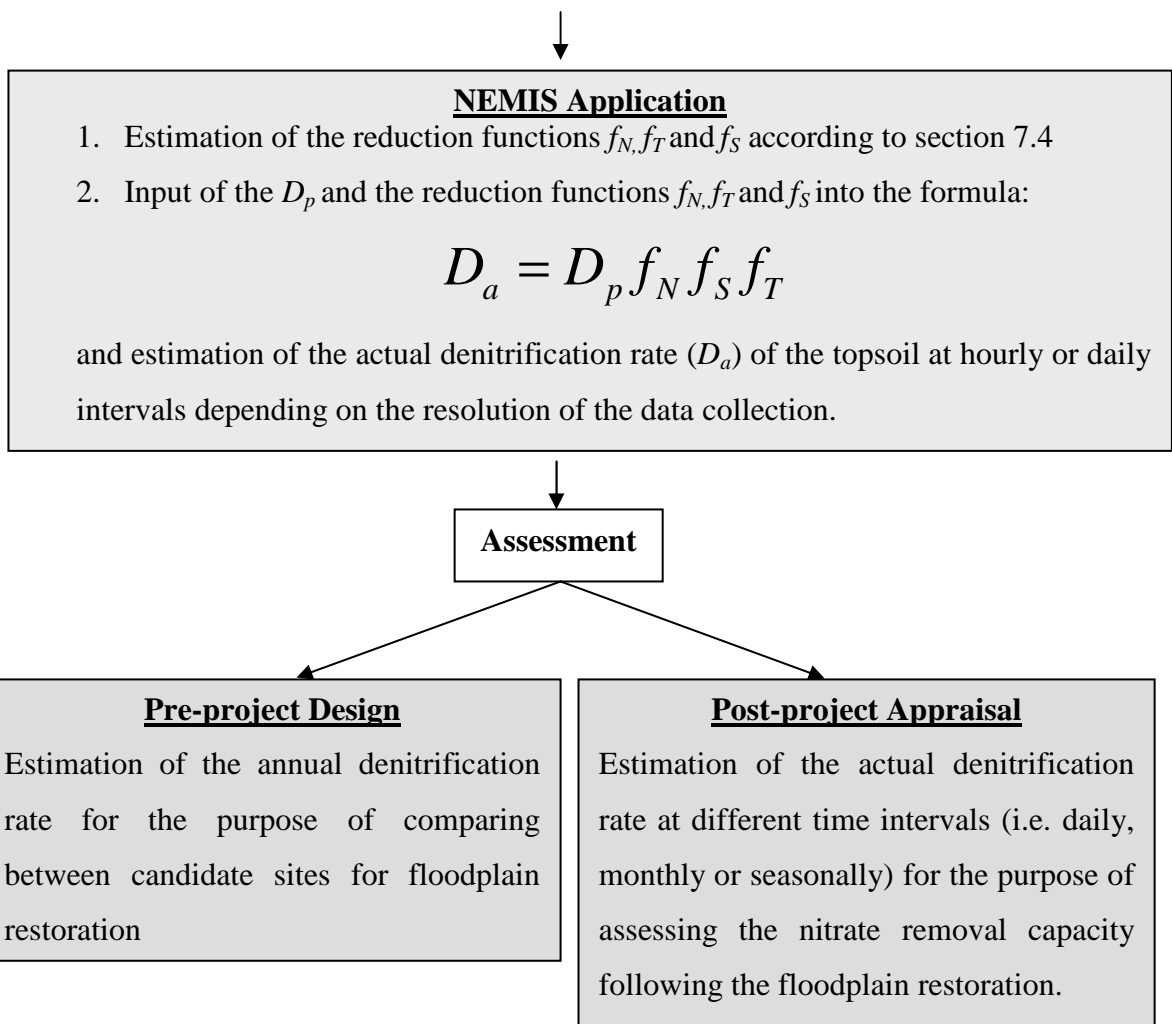 NEMIS Application
1. Estimation of the reduction functions f_N, f_T and f_S according to section 7.4
2. Input of the D_p and the reduction functions f_N, f_T and f_S into the formula:
D_a = D_p f_N f_S f_T
and estimation of the actual denitrification rate (D_a) of the topsoil at hourly or daily
intervals depending on the resolution of the data collection.
Assessment
Pre-project Design
Estimation of the annual denitrification
rate for the purpose of comparing
between candidate sites for floodplain
restoration
Post-project Appraisal
Estimation of the actual denitrification
rate at different time intervals (i.e. daily,
monthly or seasonally) for the purpose of
assessing the nitrate removal capacity
following the floodplain restoration.